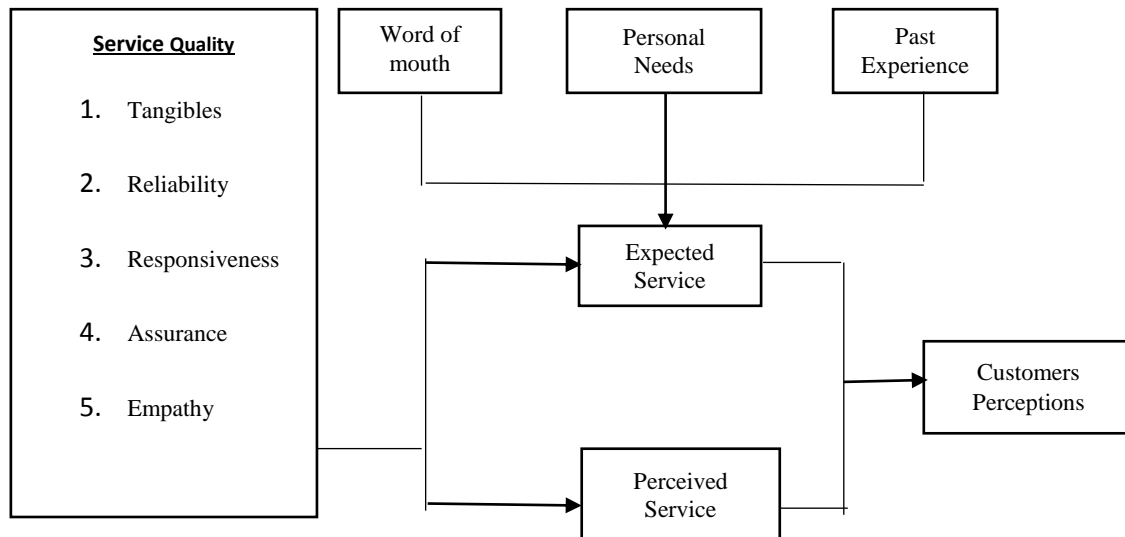 Service Quality
1. Tangibles
2. Reliability
3. Responsiveness
4. Assurance
5. Empathy
Word of
mouth
Personal
Needs
Past
Experience
Expected
Service
Perceived
Service
Customers
Perceptions